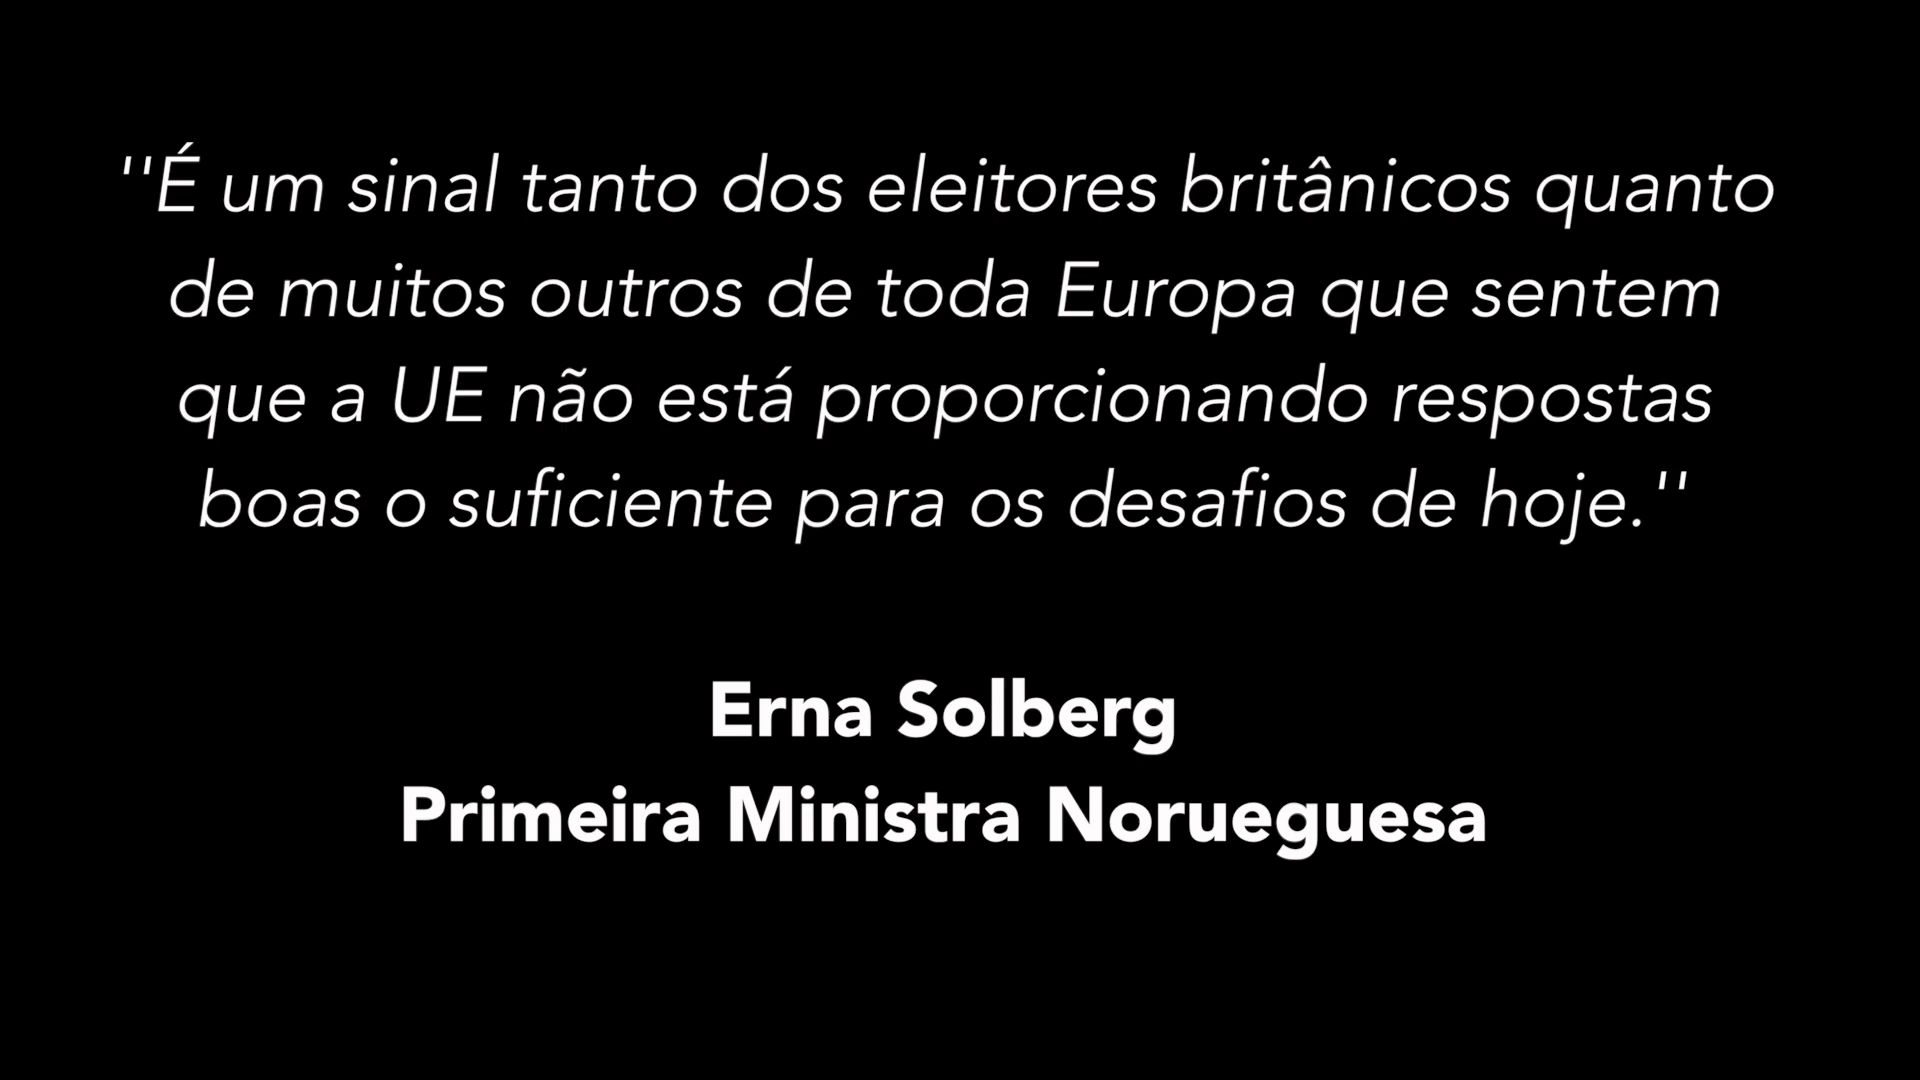 ''É um sinal tanto dos eleitores britânicos quanto
de muitos outros de toda Europa que sentem
que a UE não está proporcionando respostas
boas o suficiente para os desafios de hoje.''
Erna Solberg
Primeira Ministra Norueguesa